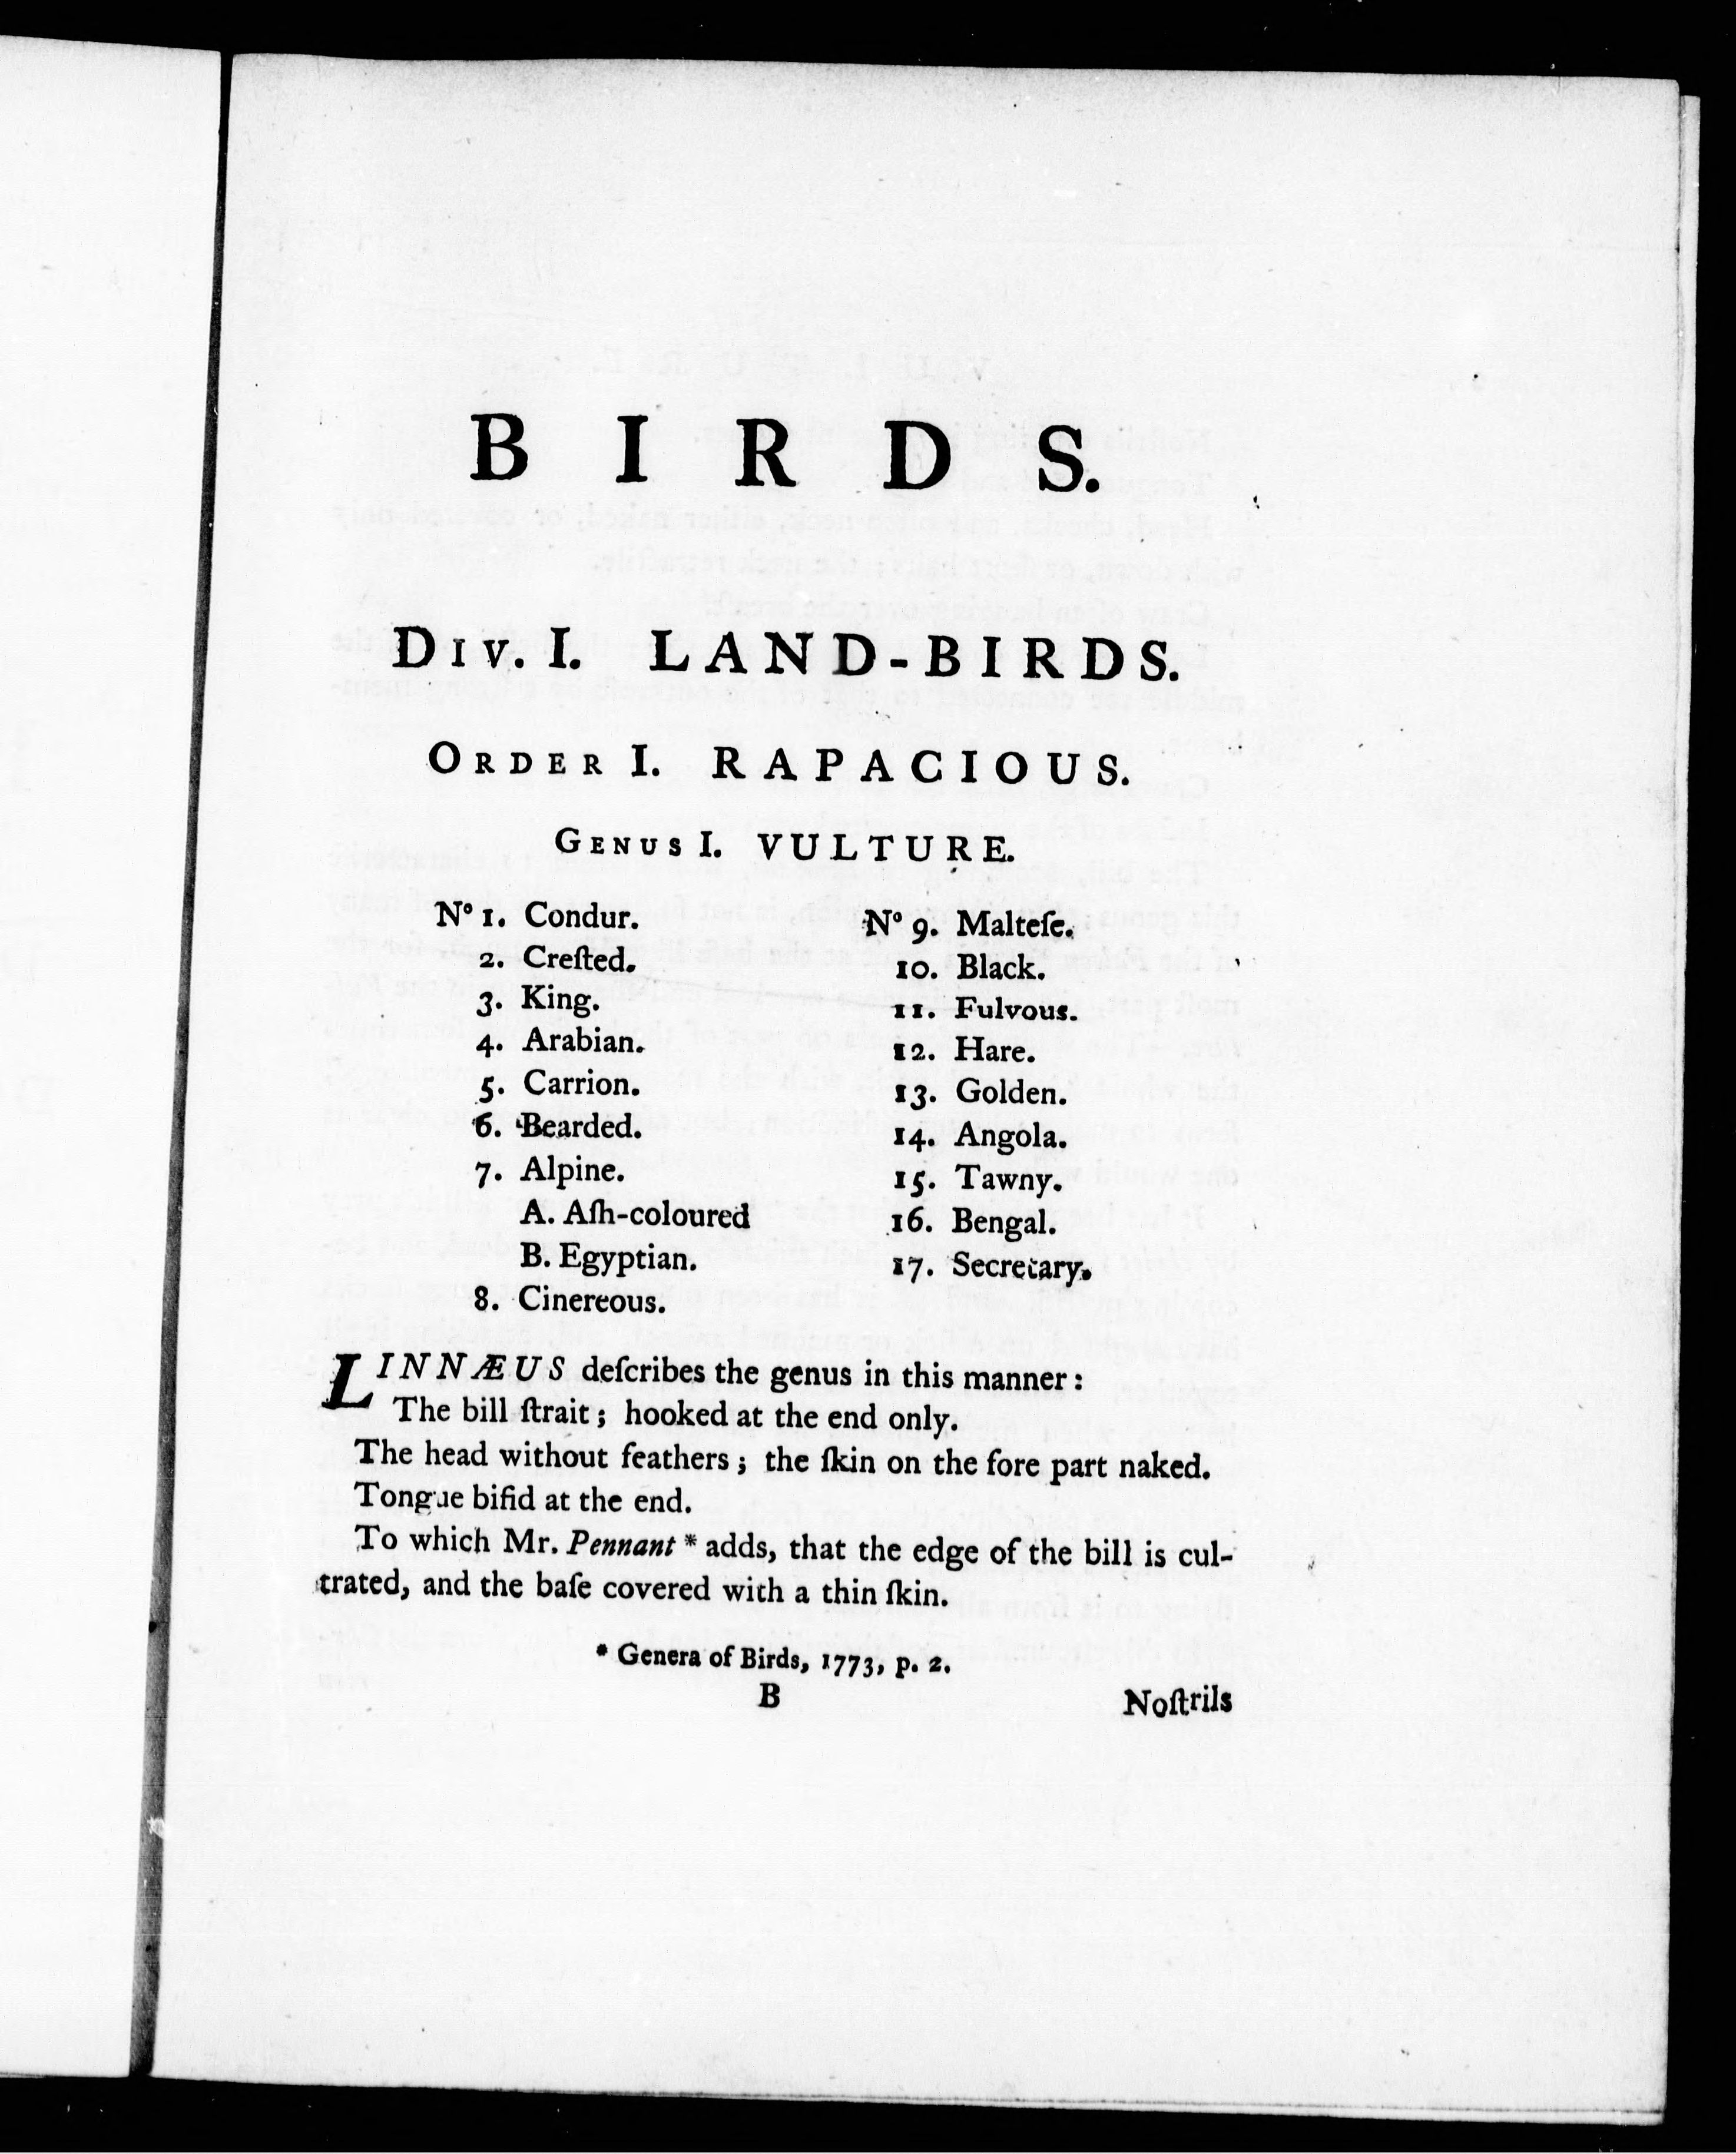 BIRDS.
DIV. I. LAND-BIRDS.
ORDER I. RAPACIOUS.
GENUS I. VULTURE.
No 1. Condur.
2. Creſted.
3. King.
4. Arabian.
5. Carrion.
6. Bearded.
7. Alpine.
A. Aſh-coloured
B. Egyptian.
8. Cinereous.
No 9. Malteſe.
10. Black.
11. Fulvous.
12. Hare.
13. Golden.
14. Angola.
15. Tawny.
16. Bengal.
17. Secretary.
LINNÆUS deſcribes the genus in this manner:
The bill ſtrait; hooked at the end only.
The head without feathers; the ſkin on the fore part naked.
Tongue bifid at the end.
To which Mr. Pennant * adds, that the edge of the bill is cul-
trated, and the baſe covered with a thin ſkin.
* Genera of Birds, 1773, p. 2.
B
Noſtrils